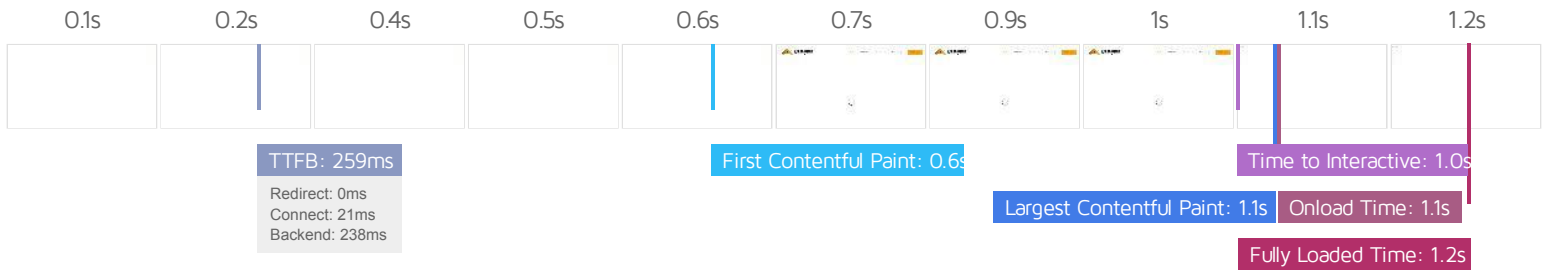 0.1s 0.2s 0.4s 0.5s 0.6s 0.7s 0.9s 1s 1.1s 1.2s
TTFB: 259ms
Redirect: 0ms
Connect: 21ms
Backend: 238ms
First Contentful Paint: 0.6s
Time to Interactive: 1.0s
Largest Contentful Paint: 1.1s
Onload Time: 1.1s
Fully Loaded Time: 1.2s